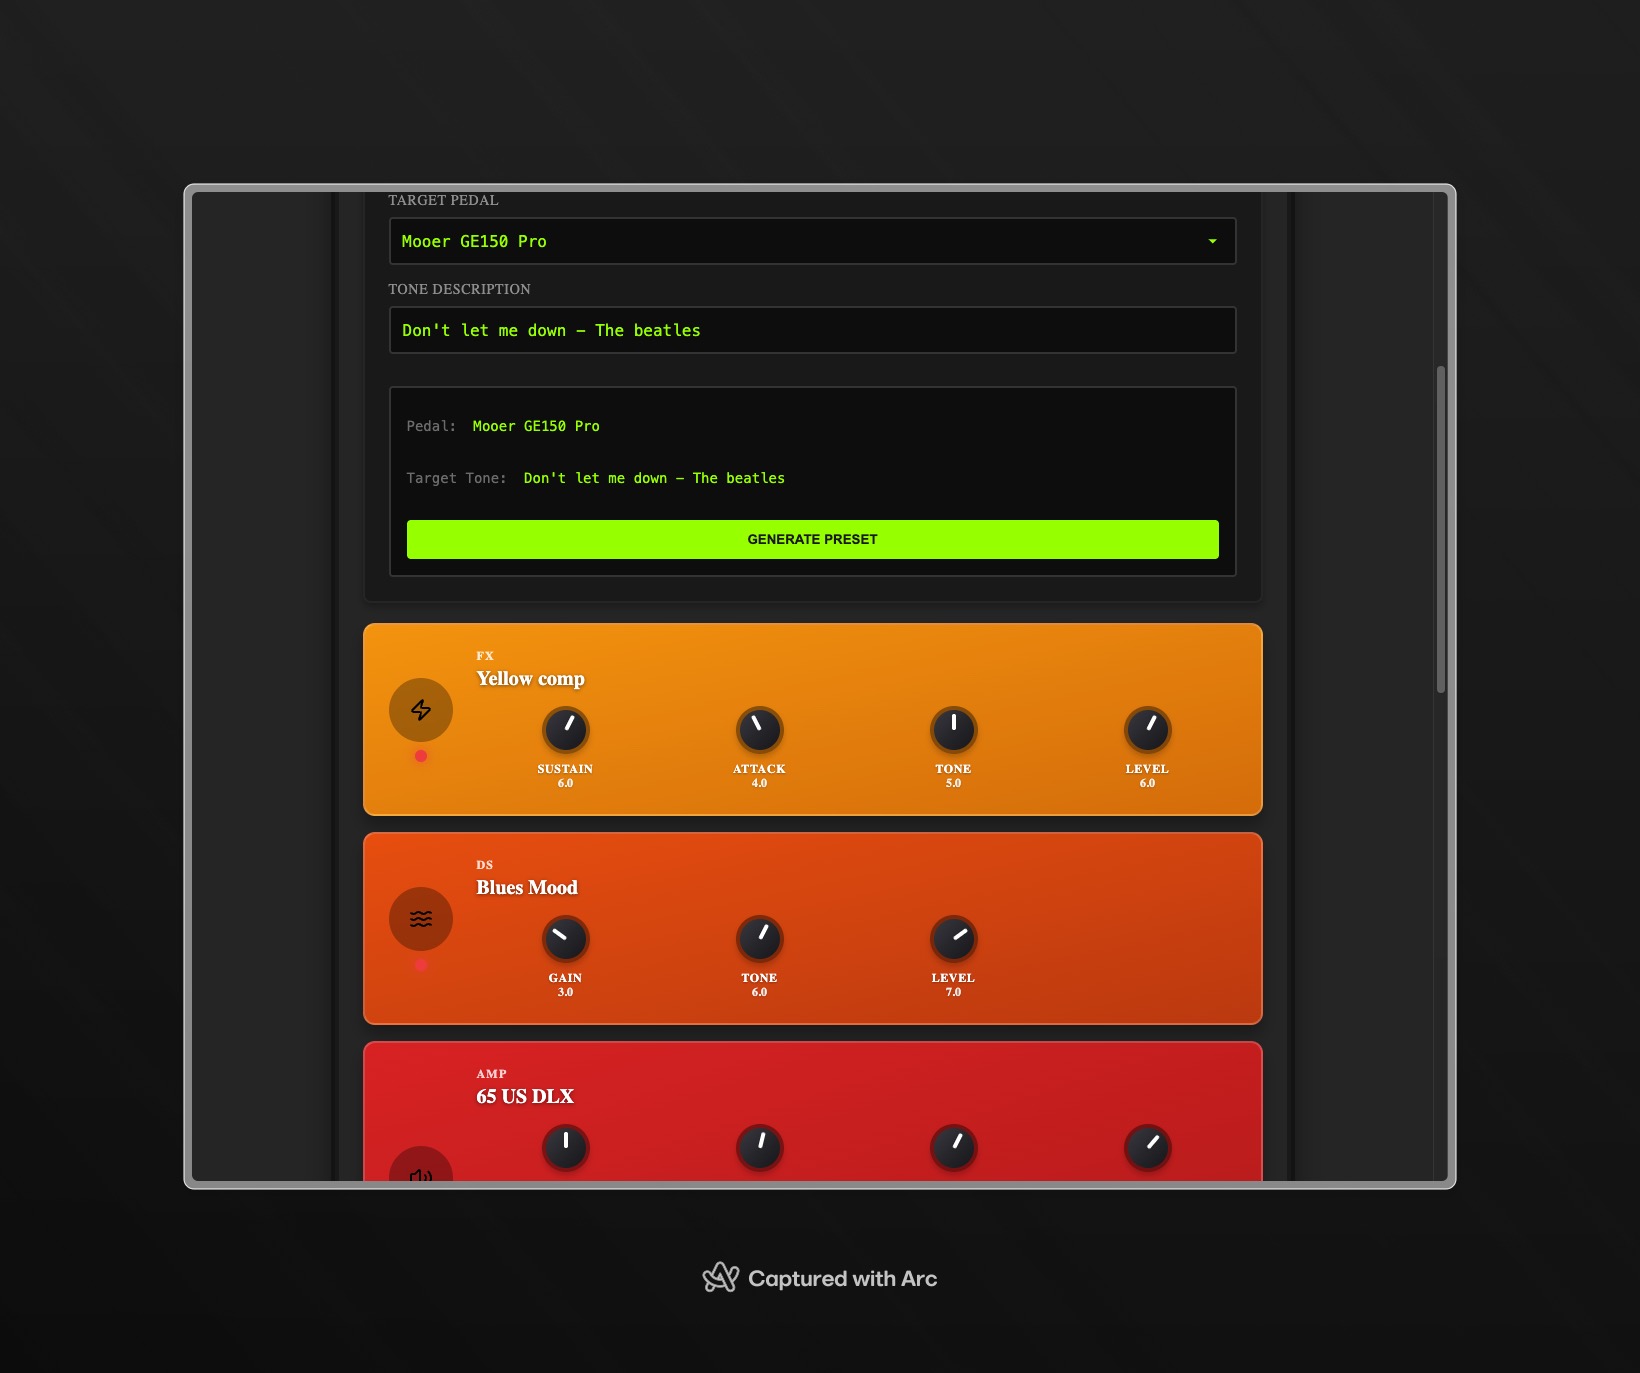 TARGET PEDAL
Mooer GE150 Pro
TONE DESCRIPTION
Don't let me down – The beatles
Pedal: Mooer GE150 Pro
Target Tone: Don't let me down – The beatles
GENERATE PRESET
FX
Yellow comp
SUSTAIN ATTACK TONE LEVEL
6.0 4.0 5.0 6.0
DS
Blues Mood
GAIN TONE LEVEL
3.0 6.0 7.0
AMP
65 US DLX
Captured with Arc